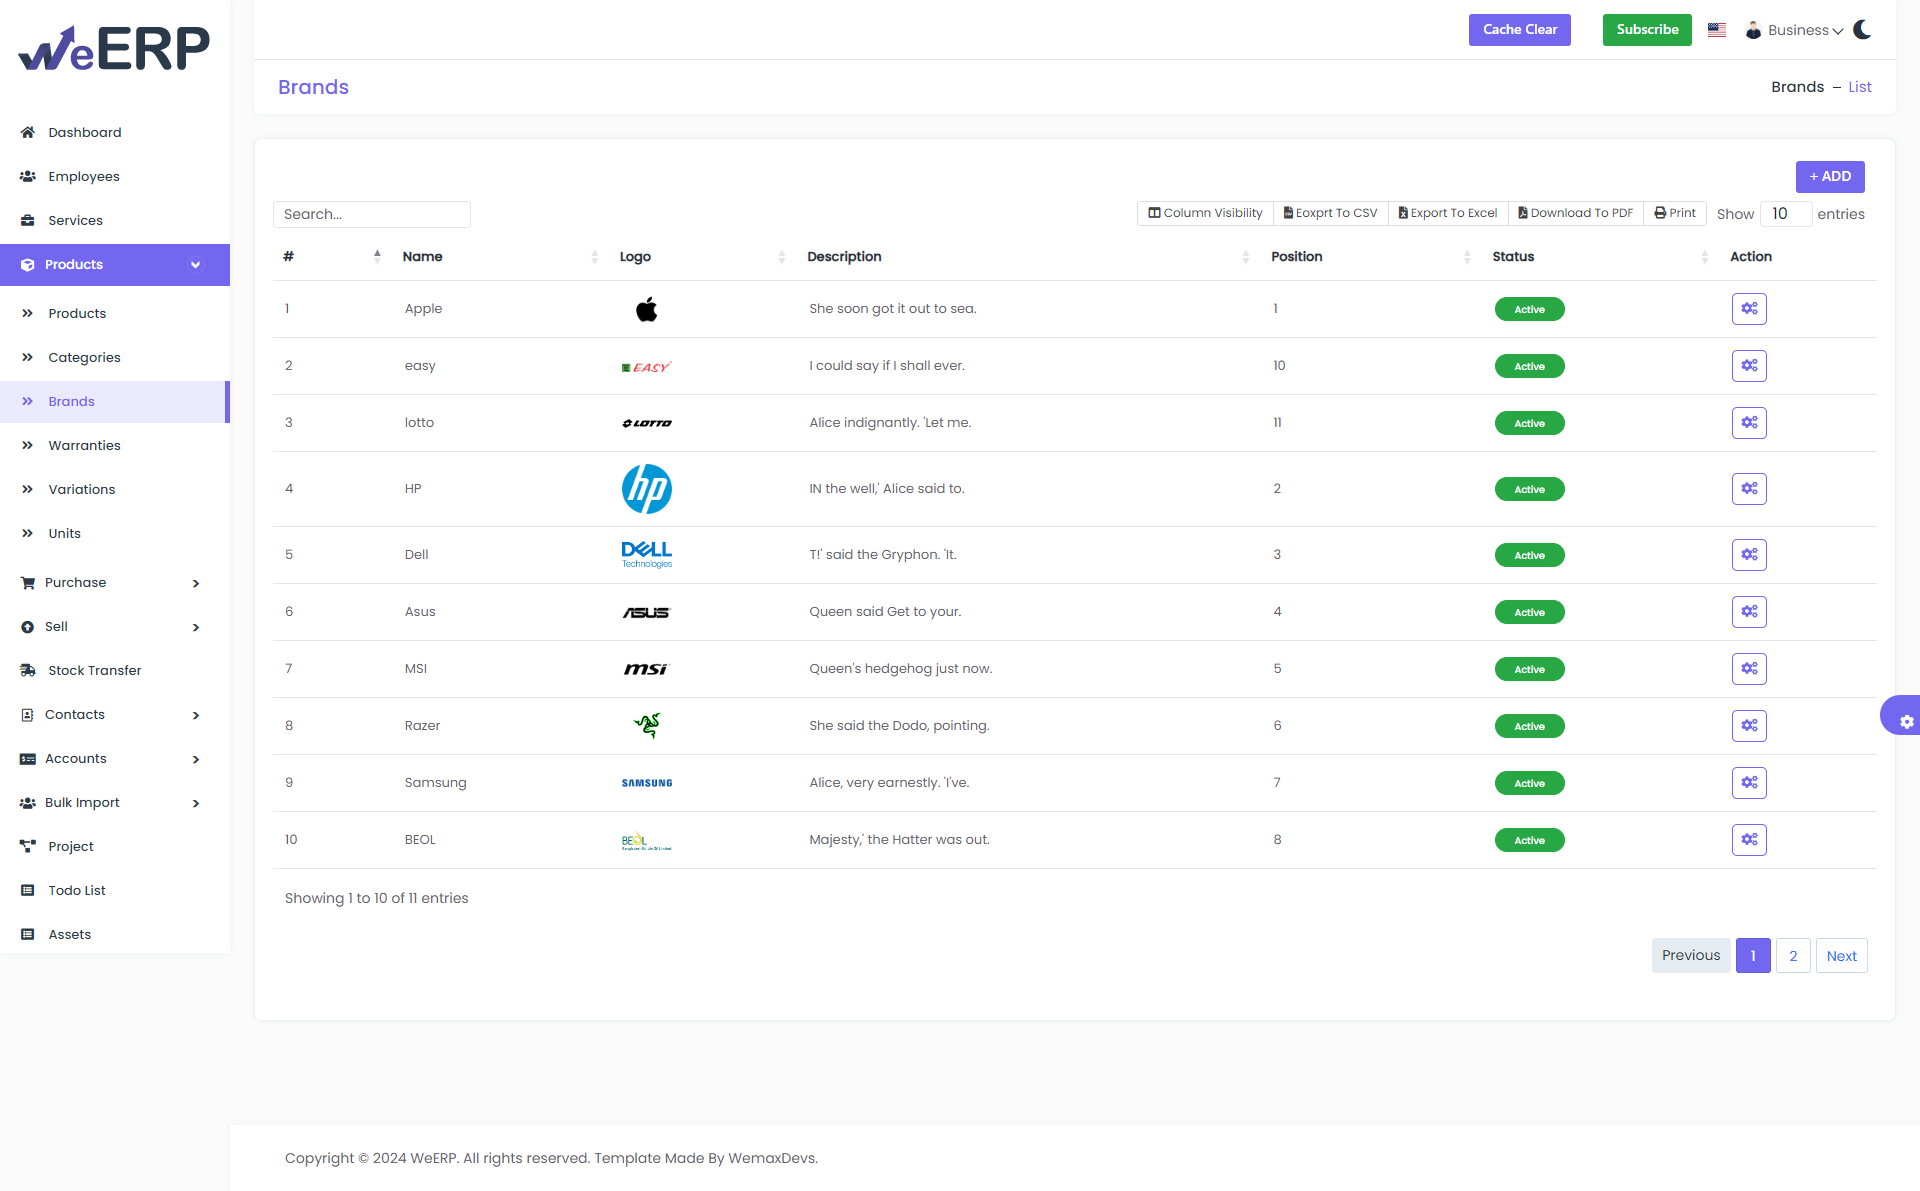 WeERP
Cache Clear
Subscribe
Business
Brands
Brands – List
Dashboard
Employees
Services
Products
Products
Categories
Brands
Warranties
Variations
Units
Purchase
Sell
Stock Transfer
Contacts
Accounts
Bulk Import
Project
Todo List
Assets
+ ADD
Search...
Column Visibility
Eoxprt To CSV
Export To Excel
Download To PDF
Print
Show 10 entries
# Name Logo Description Position Status Action
1 Apple She soon got it out to sea. 1 Active
2 easy EASY I could say if I shall ever. 10 Active
3 lotto LOTTO Alice indignantly. 'Let me. 11 Active
4 HP hp IN the well,' Alice said to. 2 Active
5 Dell DELL Technologies T!' said the Gryphon. 'It. 3 Active
6 Asus ASUS Queen said Get to your. 4 Active
7 MSI msi Queen's hedgehog just now. 5 Active
8 Razer She said the Dodo, pointing. 6 Active
9 Samsung SAMSUNG Alice, very earnestly. 'I've. 7 Active
10 BEOL BEOL Majesty,' the Hatter was out. 8 Active
Showing 1 to 10 of 11 entries
Previous 1 2 Next
Copyright © 2024 WeERP. All rights reserved. Template Made By WemaxDevs.